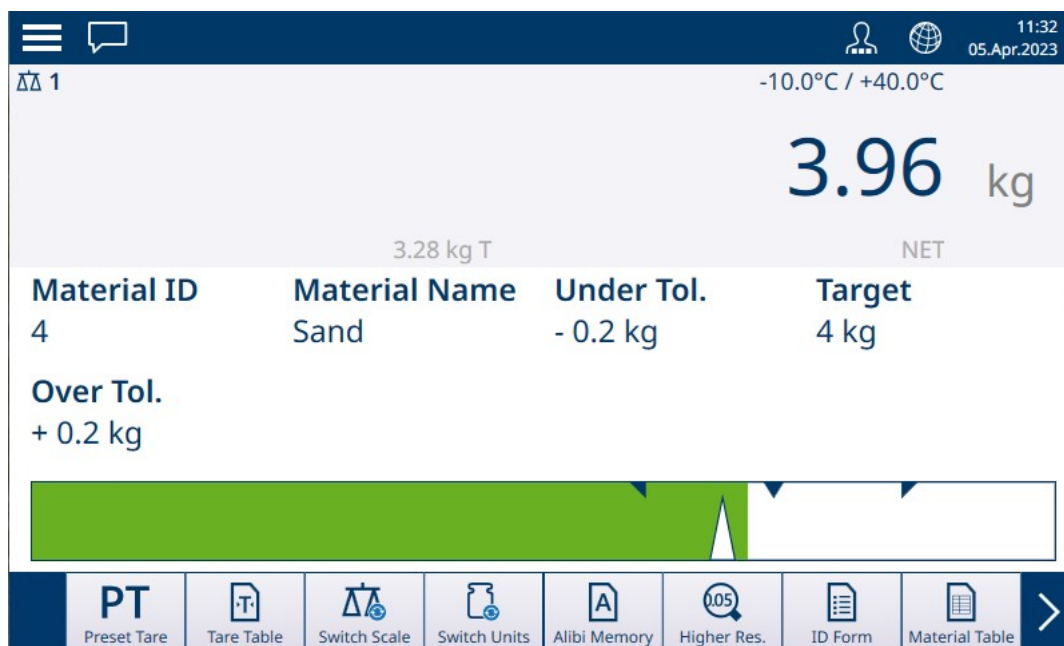 11:32
05.Apr.2023
1
-10.0°C / +40.0°C
3.96 kg
3.28 kg T NET
Material ID Material Name Under Tol. Target
4 Sand - 0.2 kg 4 kg
Over Tol.
+ 0.2 kg
PT T A 0.05
Preset Tare Tare Table Switch Scale Switch Units Alibi Memory Higher Res. ID Form Material Table